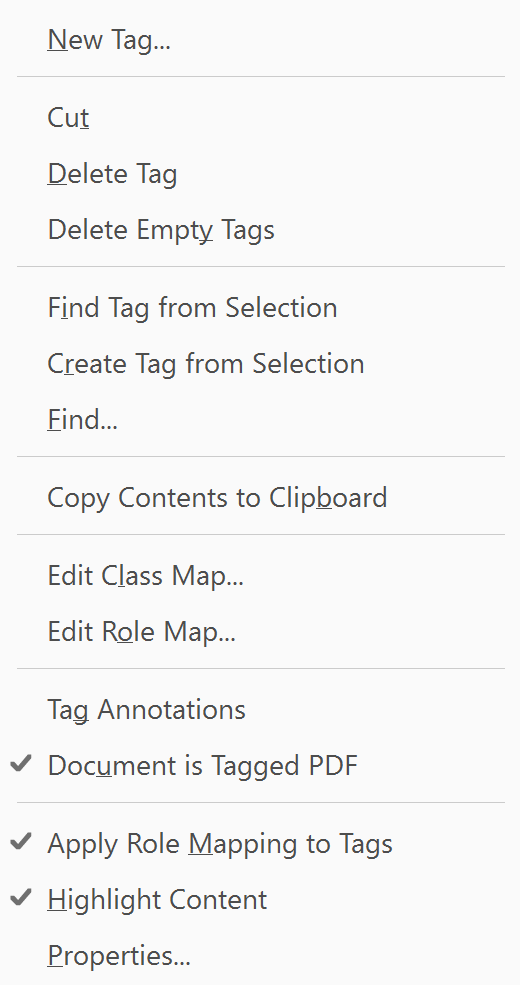 New Tag...
Cut
Delete Tag
Delete Empty Tags
Find Tag from Selection
Create Tag from Selection
Find...
Copy Contents to Clipboard
Edit Class Map...
Edit Role Map...
Tag Annotations
Document is Tagged PDF
Apply Role Mapping to Tags
Highlight Content
Properties...